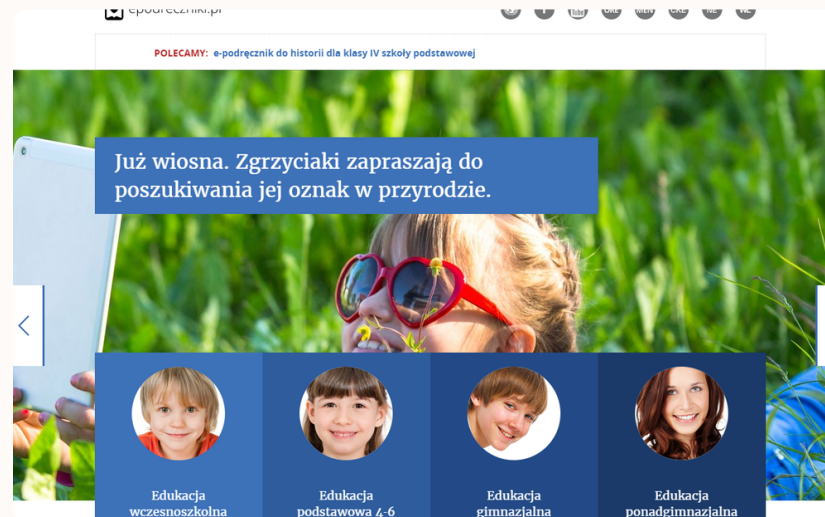 epodreczniki.pl
POLECAMY: e-podręcznik do historii dla klasy IV szkoły podstawowej
Już wiosna. Zgrzyciaki zapraszają do
poszukiwania jej oznak w przyrodzie.
Edukacja
wczesnoszkolna
Edukacja
podstawowa 4-6
Edukacja
gimnazjalna
Edukacja
ponadgimnazjalna